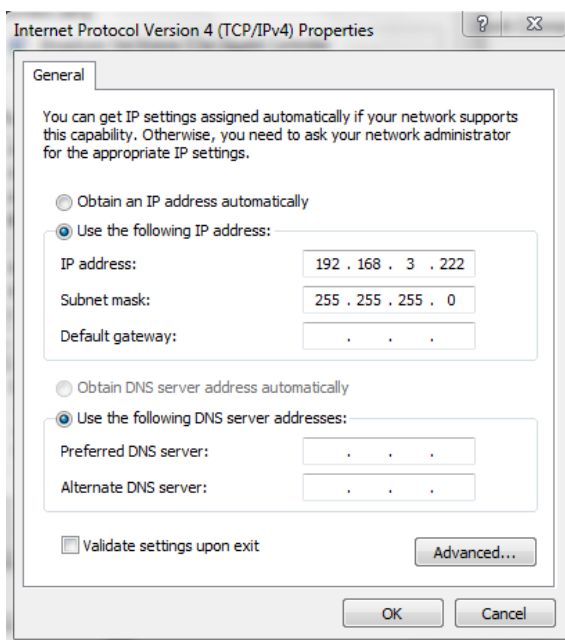 Internet Protocol Version 4 (TCP/IPv4) Properties
General
You can get IP settings assigned automatically if your network supports
this capability. Otherwise, you need to ask your network administrator
for the appropriate IP settings.
Obtain an IP address automatically
Use the following IP address:
IP address: 192 . 168 . 3 . 222
Subnet mask: 255 . 255 . 255 . 0
Default gateway: . . .
Obtain DNS server address automatically
Use the following DNS server addresses:
Preferred DNS server: . . .
Alternate DNS server: . . .
Validate settings upon exit
Advanced...
OK Cancel